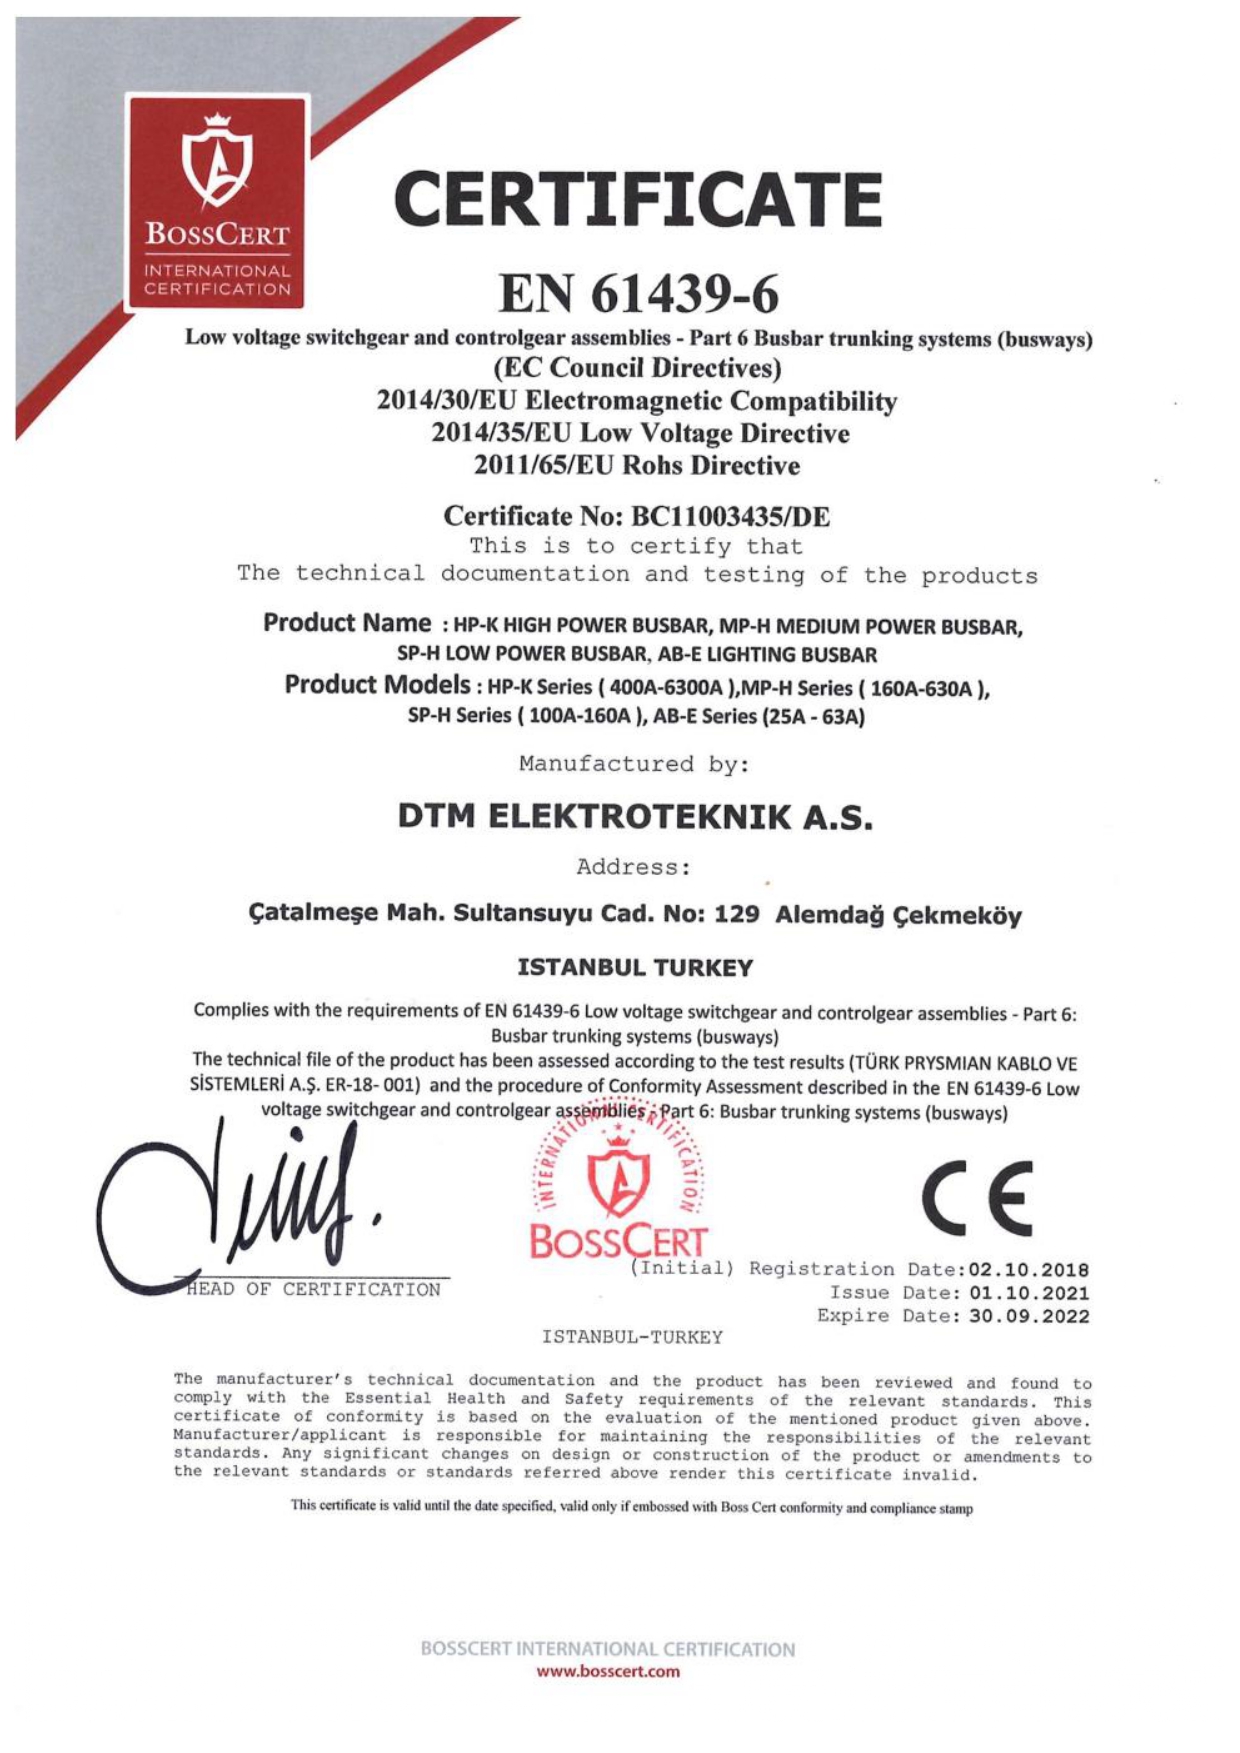 BOSSCERT
INTERNATIONAL
CERTIFICATION
CERTIFICATE
EN 61439-6
Low voltage switchgear and controlgear assemblies - Part 6 Busbar trunking systems (busways)
(EC Council Directives)
2014/30/EU Electromagnetic Compatibility
2014/35/EU Low Voltage Directive
2011/65/EU Rohs Directive
Certificate No: BC11003435/DE
This is to certify that
The technical documentation and testing of the products
Product Name : HP-K HIGH POWER BUSBAR, MP-H MEDIUM POWER BUSBAR,
SP-H LOW POWER BUSBAR, AB-E LIGHTING BUSBAR
Product Models : HP-K Series ( 400A-6300A ),MP-H Series ( 160A-630A ),
SP-H Series ( 100A-160A ), AB-E Series (25A - 63A)
Manufactured by:
DTM ELEKTROTEKNIK A.S.
Address:
Çatalmeşe Mah. Sultansuyu Cad. No: 129 Alemdağ Çekmeköy
ISTANBUL TURKEY
Complies with the requirements of EN 61439-6 Low voltage switchgear and controlgear assemblies - Part 6:
Busbar trunking systems (busways)
The technical file of the product has been assessed according to the test results (TÜRK PRYSMIAN KABLO VE
SİSTEMLERİ A.Ş. ER-18- 001) and the procedure of Conformity Assessment described in the EN 61439-6 Low
voltage switchgear and controlgear assemblies - Part 6: Busbar trunking systems (busways)
INTERNATIONAL CERTIFICATION
BOSSCERT
CE
(Initial) Registration Date:02.10.2018
HEAD OF CERTIFICATION
Issue Date: 01.10.2021
Expire Date: 30.09.2022
ISTANBUL-TURKEY
The manufacturer's technical documentation and the product has been reviewed and found to
comply with the Essential Health and Safety requirements of the relevant standards. This
certificate of conformity is based on the evaluation of the mentioned product given above.
Manufacturer/applicant is responsible for maintaining the responsibilities of the relevant
standards. Any significant changes on design or construction of the product or amendments to
the relevant standards or standards referred above render this certificate invalid.
This certificate is valid until the date specified, valid only if embossed with Boss Cert conformity and compliance stamp
BOSSCERT INTERNATIONAL CERTIFICATION
www.bosscert.com